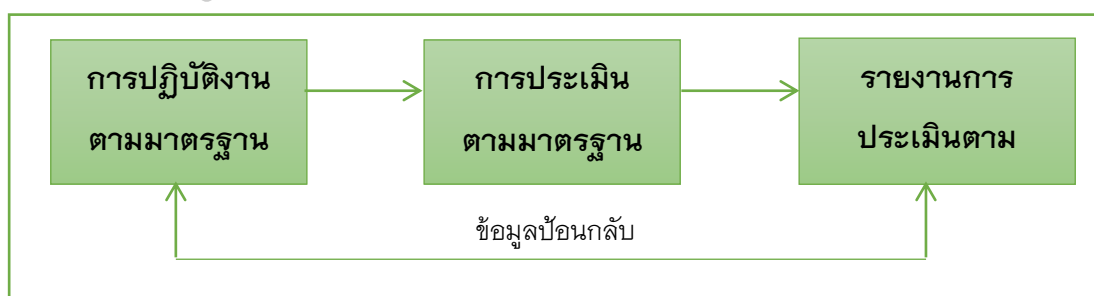 การปฏิบัติงาน
ตามมาตรฐาน
การประเมิน
ตามมาตรฐาน
รายงานการ
ประเมินตาม
ข้อมูลป้อนกลับ